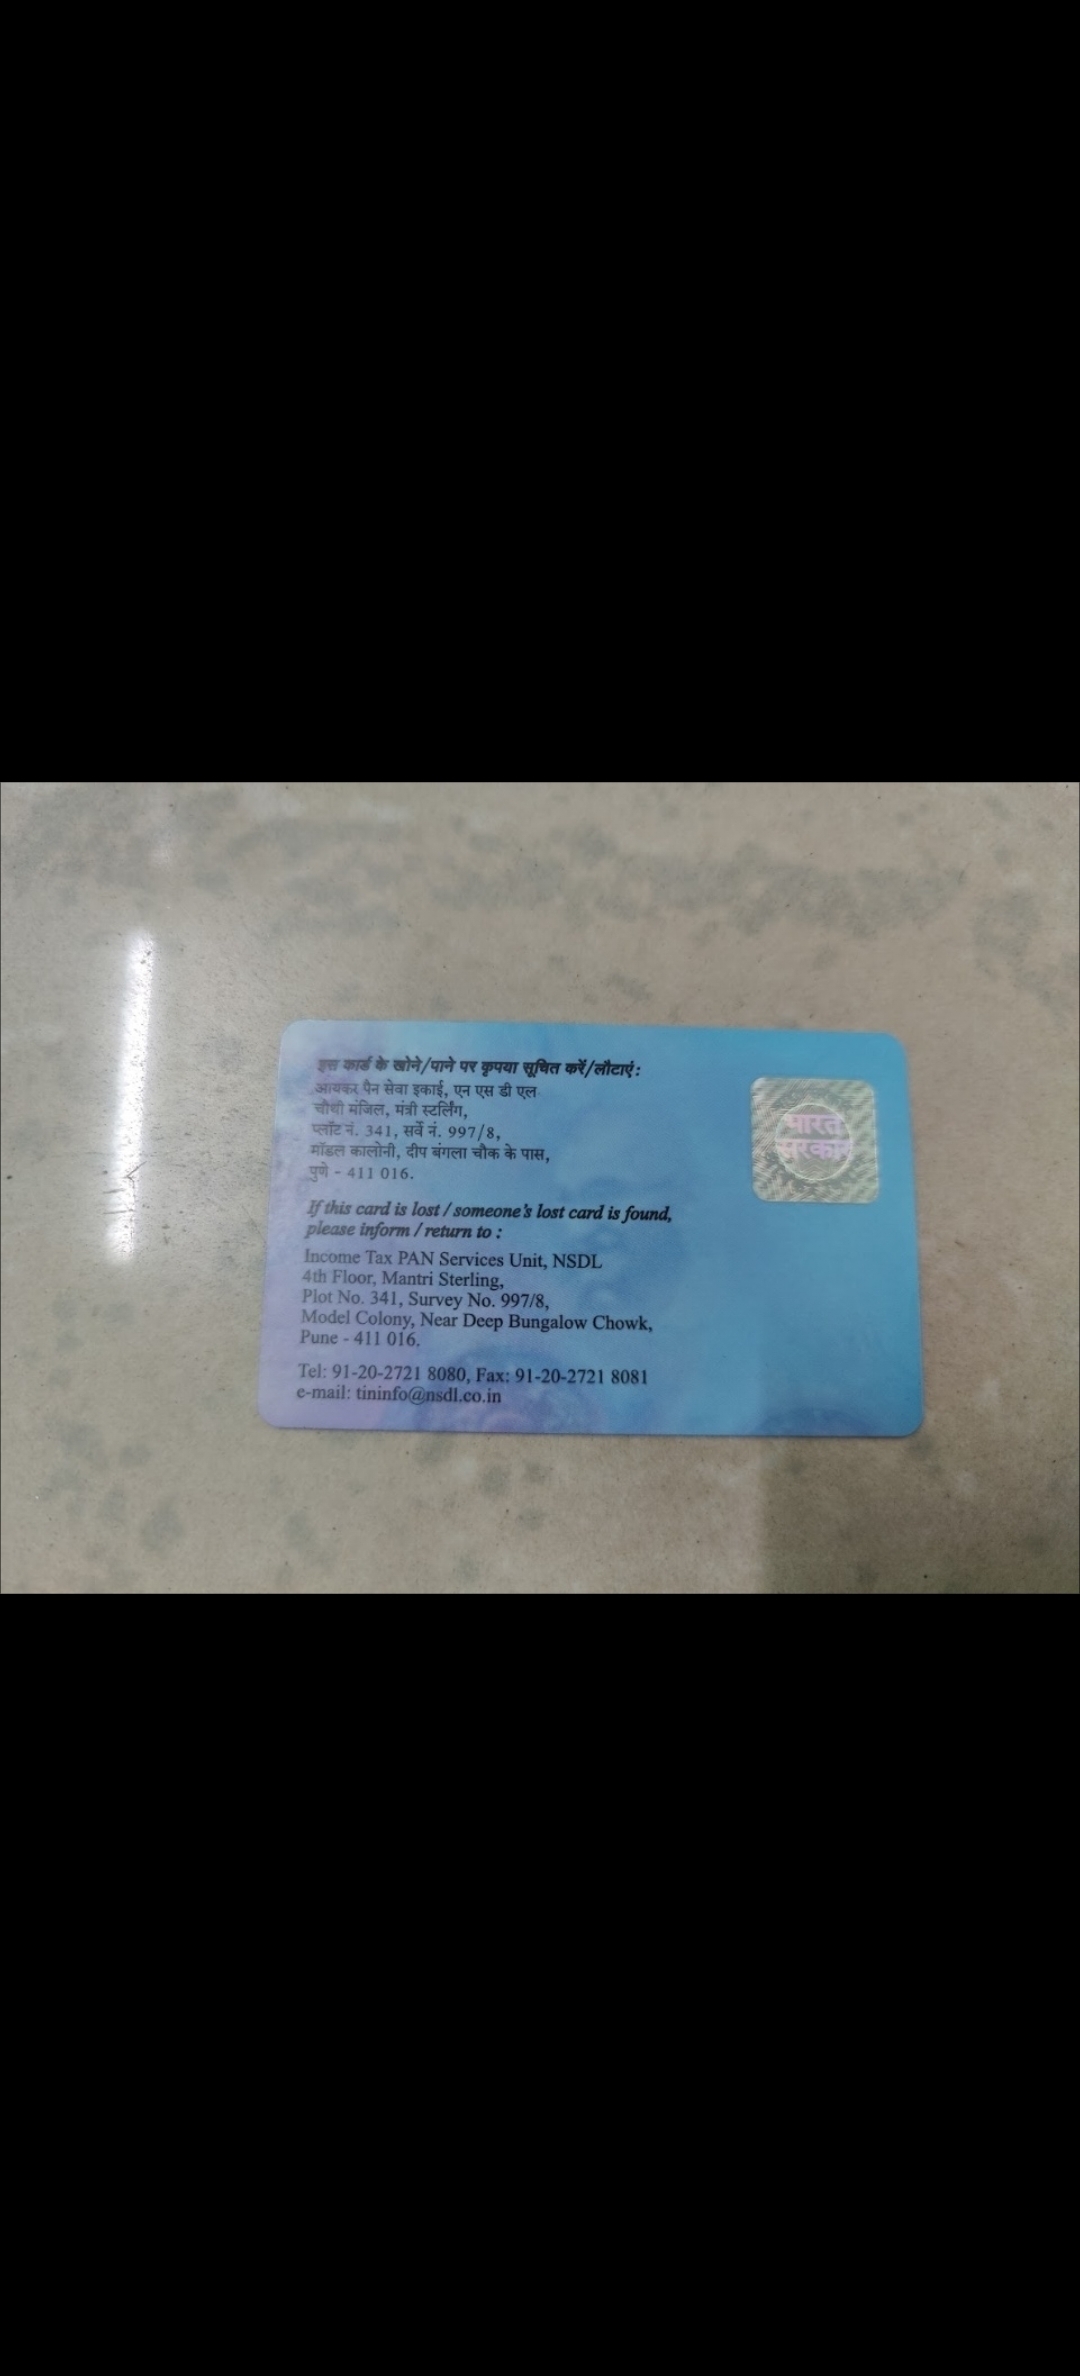 इस कार्ड के खोने/पाने पर कृपया सूचित करें/लौटाएं:
आयकर पैन सेवा इकाई, एन एस डी एल
चौथी मंजिल, मंत्री स्टर्लिंग,
प्लॉट नं. 341, सर्वे नं. 997/8,
मॉडल कालोनी, दीप बंगला चौक के पास,
पुणे - 411 016.
If this card is lost / someone's lost card is found,
please inform / return to :
Income Tax PAN Services Unit, NSDL
4th Floor, Mantri Sterling,
Plot No. 341, Survey No. 997/8,
Model Colony, Near Deep Bungalow Chowk,
Pune - 411 016.
Tel: 91-20-2721 8080, Fax: 91-20-2721 8081
e-mail: tininfo@nsdl.co.in
भारत
सरकार